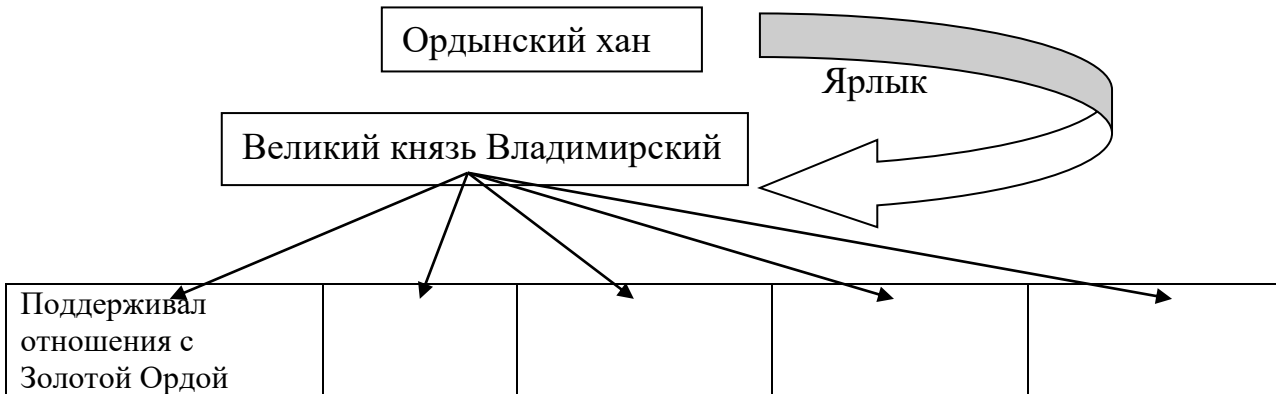 Ордынский хан
Ярлык
Великий князь Владимирский
Поддерживал
отношения с
Золотой Ордой